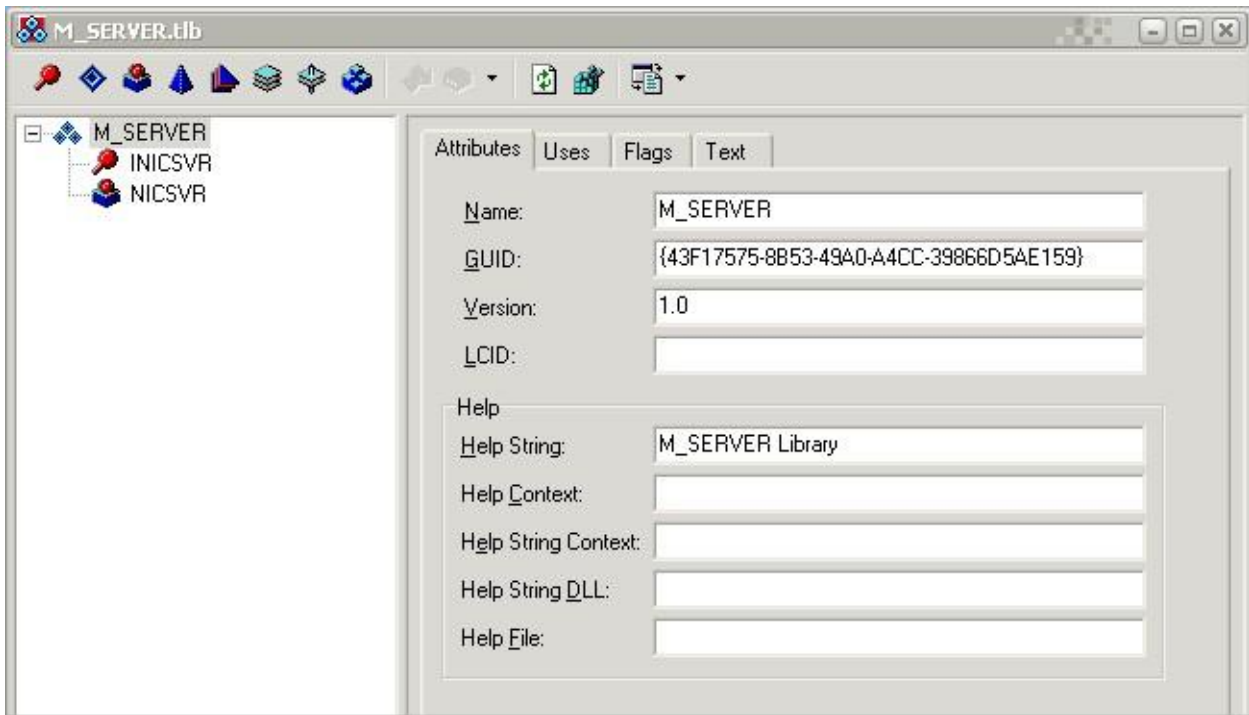 M_SERVER.tlb
M_SERVER
INICSVR
NICSVR
Attributes
Uses
Flags
Text
Name:
M_SERVER
GUID:
{43F17575-8B53-49A0-A4CC-39866D5AE159}
Version:
1.0
LCID:
Help
Help String:
M_SERVER Library
Help Context:
Help String Context:
Help String DLL:
Help File: